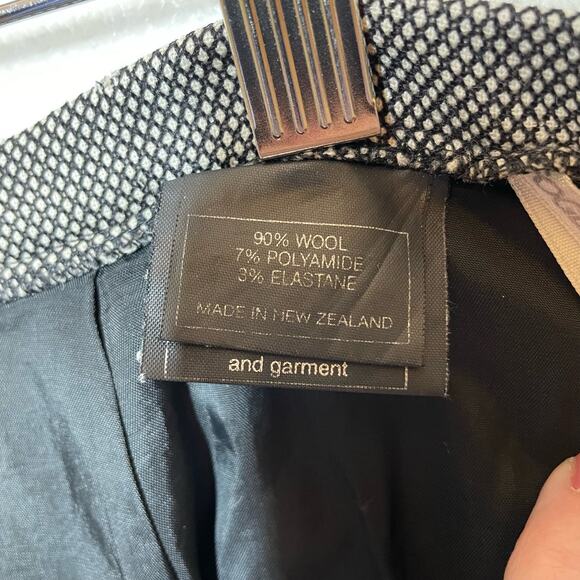 90% WOOL
7% POLYAMIDE
3% ELASTANE
MADE IN NEW ZEALAND
and garment